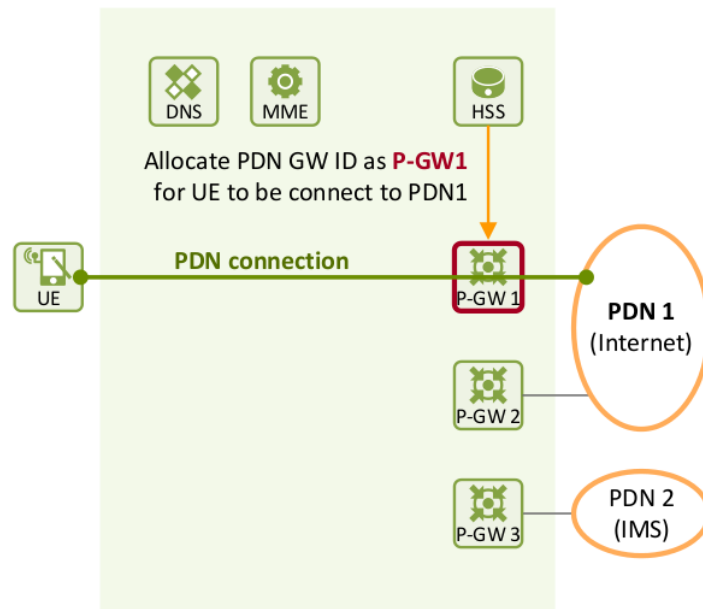 DNS
MME
HSS
Allocate PDN GW ID as P-GW1
for UE to be connect to PDN1
PDN connection
UE
P-GW 1
PDN 1
(Internet)
P-GW 2
P-GW 3
PDN 2
(IMS)